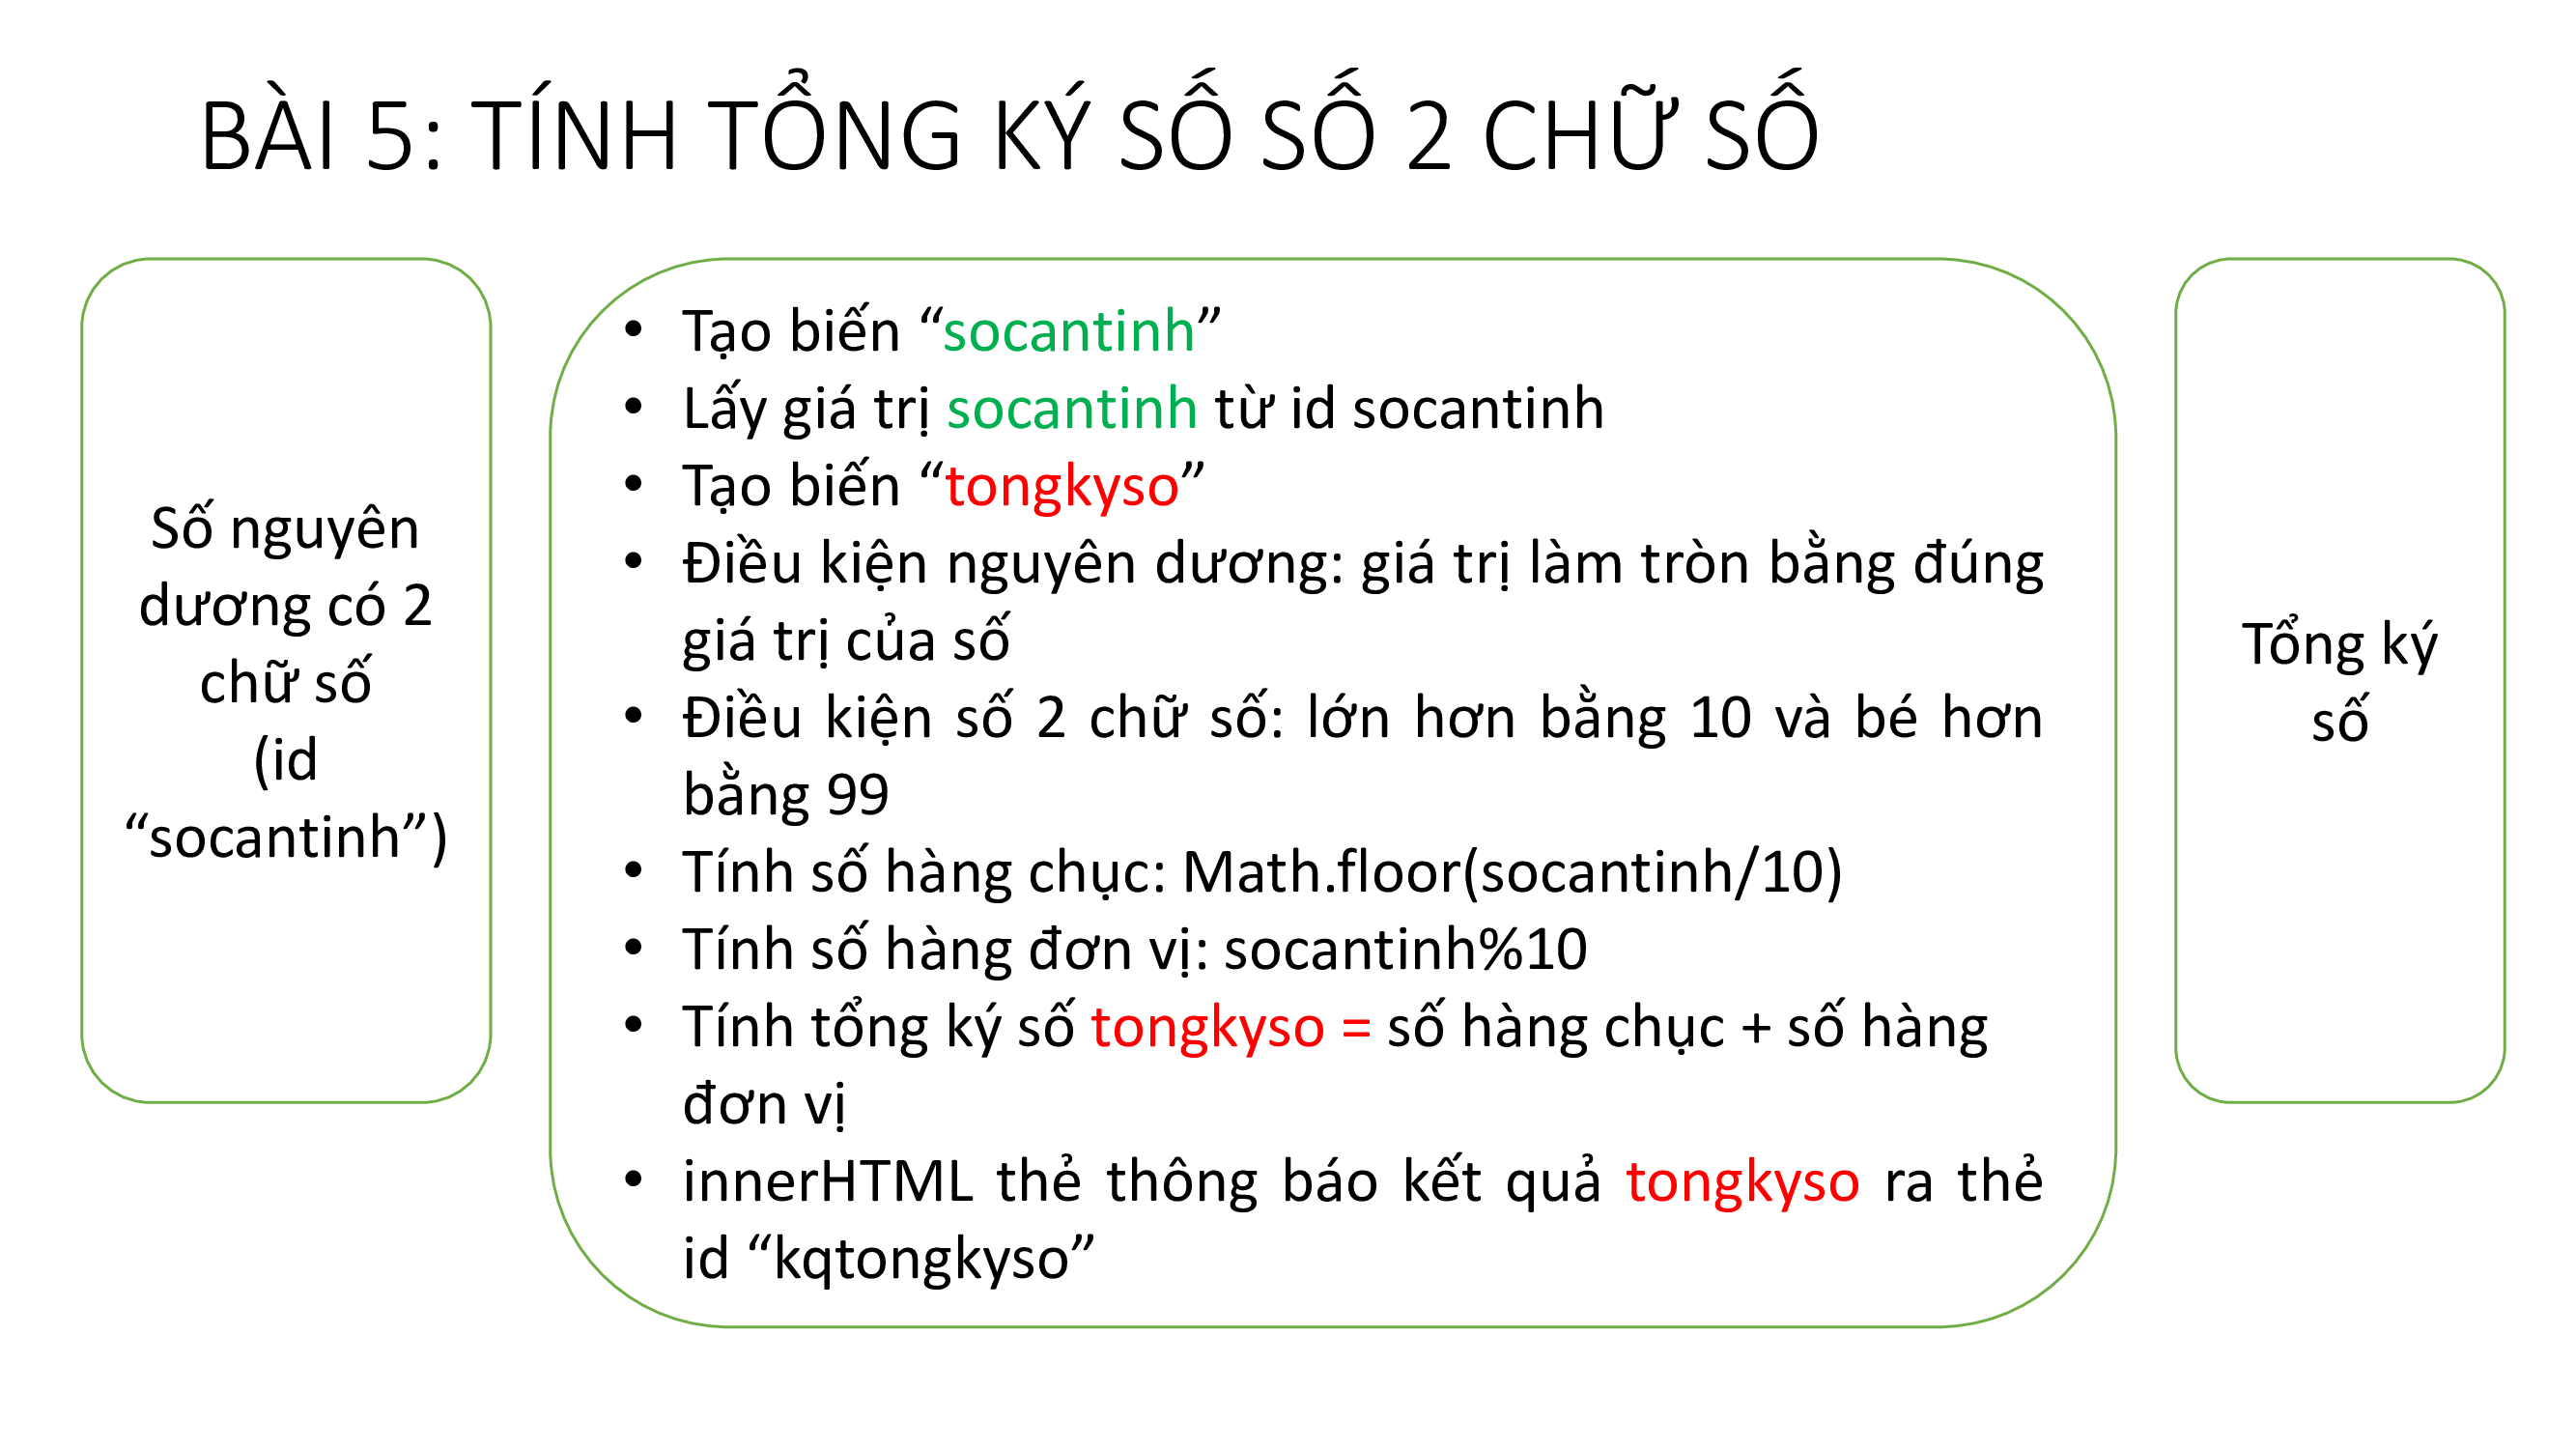 BÀI 5: TÍNH TỔNG KÝ SỐ SỐ 2 CHỮ SỐ
Số nguyên
dương có 2
chữ số
(id
“socantinh”)
• Tạo biến “socantinh”
• Lấy giá trị socantinh từ id socantinh
• Tạo biến “tongkyso”
• Điều kiện nguyên dương: giá trị làm tròn bằng đúng
giá trị của số
• Điều kiện số 2 chữ số: lớn hơn bằng 10 và bé hơn
bằng 99
• Tính số hàng chục: Math.floor(socantinh/10)
• Tính số hàng đơn vị: socantinh%10
• Tính tổng ký số tongkyso = số hàng chục + số hàng
đơn vị
• innerHTML thẻ thông báo kết quả tongkyso ra thẻ
id “kqtongkyso”
Tổng ký
số